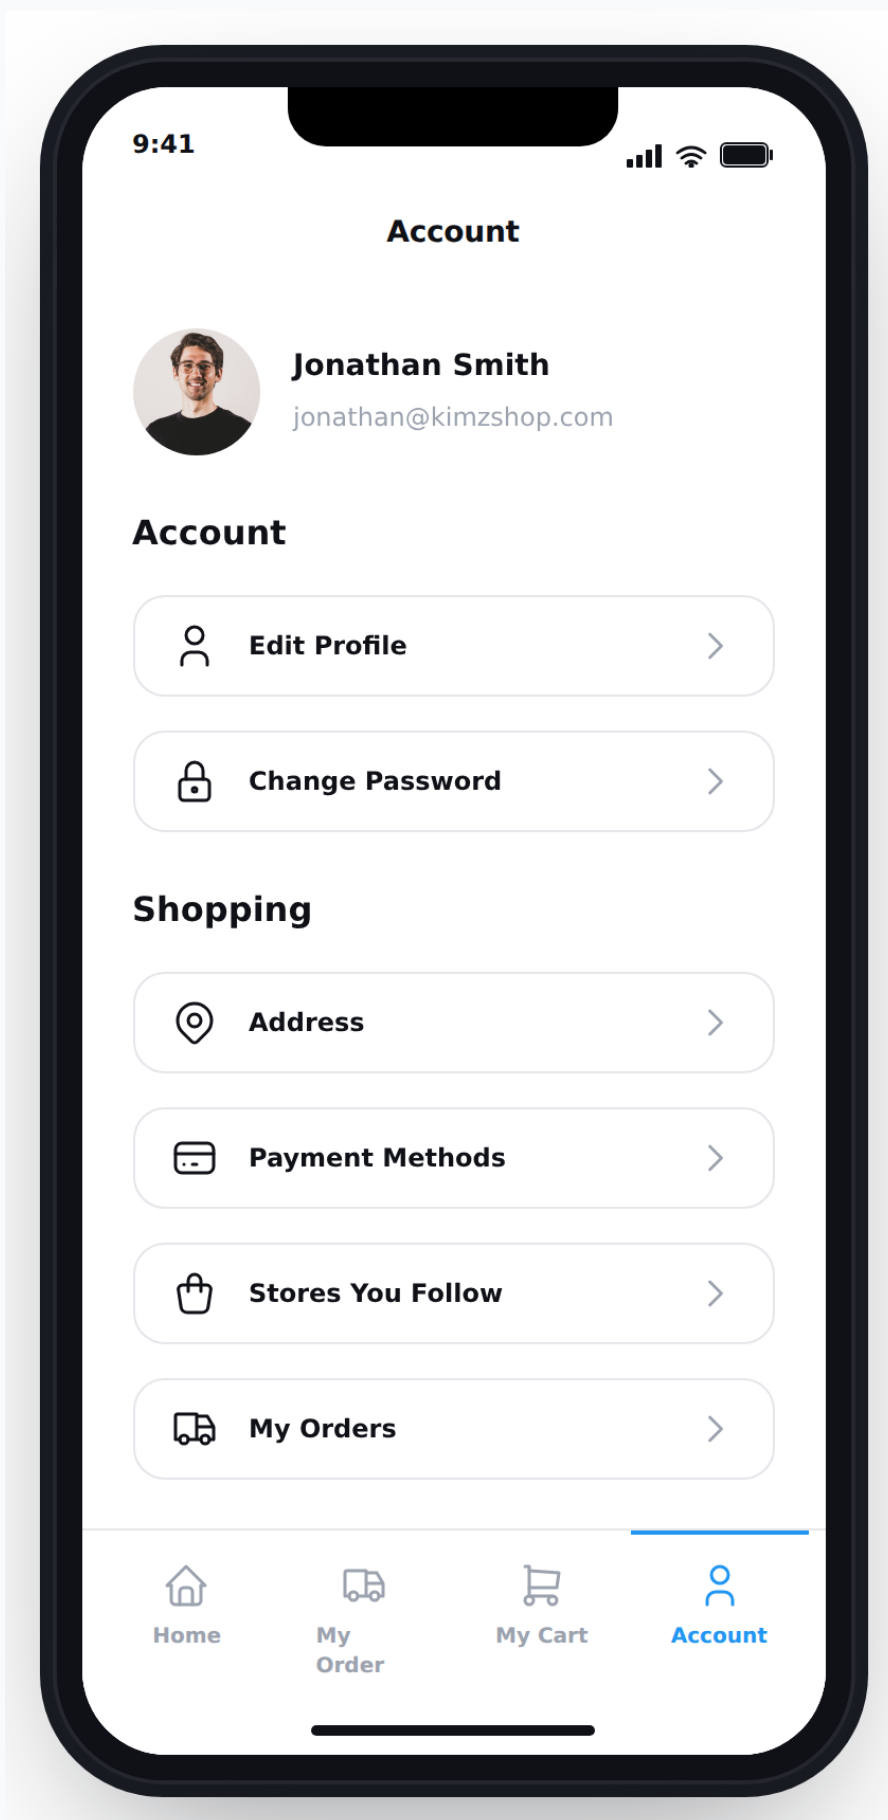 9:41
Account
Jonathan Smith
jonathan@kimzshop.com
Account
Edit Profile
Change Password
Shopping
Address
Payment Methods
Stores You Follow
My Orders
Home
My
Order
My Cart
Account